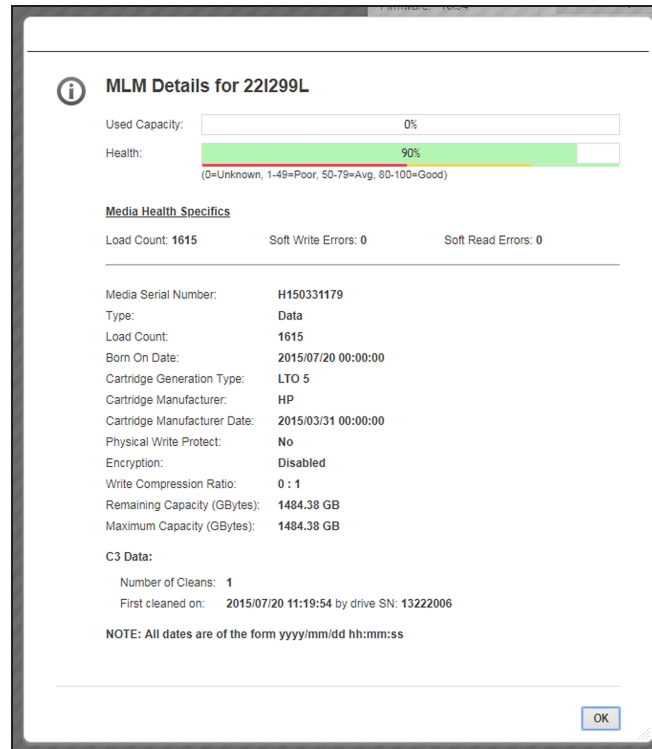 MLM Details for 22I299L
Used Capacity: 0%
Health: 90%
(0=Unknown, 1-49=Poor, 50-79=Avg, 80-100=Good)
Media Health Specifics
Load Count: 1615 Soft Write Errors: 0 Soft Read Errors: 0
Media Serial Number: H150331179
Type: Data
Load Count: 1615
Born On Date: 2015/07/20 00:00:00
Cartridge Generation Type: LTO 5
Cartridge Manufacturer: HP
Cartridge Manufacturer Date: 2015/03/31 00:00:00
Physical Write Protect: No
Encryption: Disabled
Write Compression Ratio: 0 : 1
Remaining Capacity (GBytes): 1484.38 GB
Maximum Capacity (GBytes): 1484.38 GB
C3 Data:
Number of Cleans: 1
First cleaned on: 2015/07/20 11:19:54 by drive SN: 13222006
NOTE: All dates are of the form yyyy/mm/dd hh:mm:ss
OK